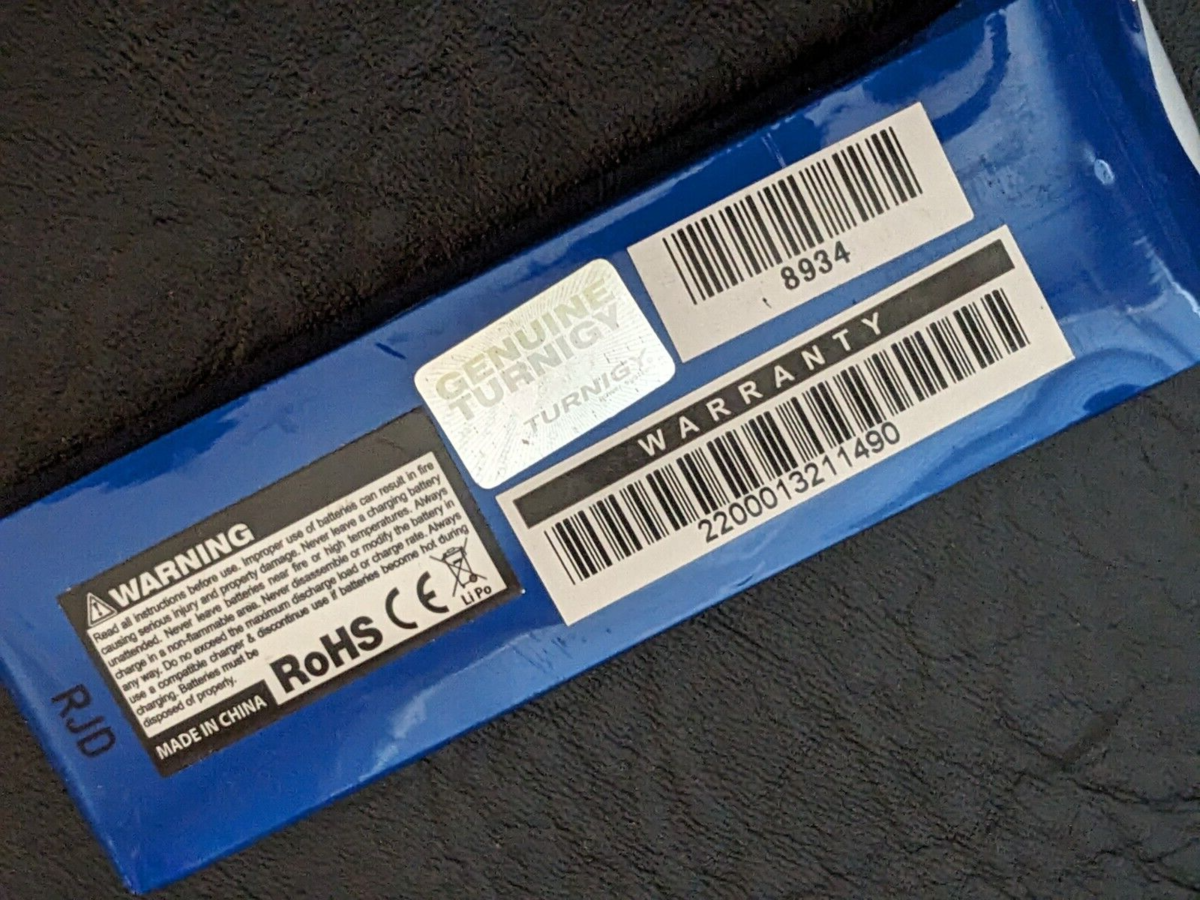 8934
GENUINE
TURNIGY
TURNIGY
WARRANTY
2200013211490
WARNING
Read all instructions before use. Improper use of batteries can result in fire
causing serious injury and property damage. Never leave a charging battery
unattended. Never leave batteries near fire or high temperatures. Always
charge in a non-flammable area. Never disassemble or modify the battery in
any way. Do no exceed the maximum discharge load or charge rate. Always
use a compatible charger & discontinue use if batteries become hot during
charging. Batteries must be
disposed of properly.
RoHS CE
Li Po
MADE IN CHINA
RJD